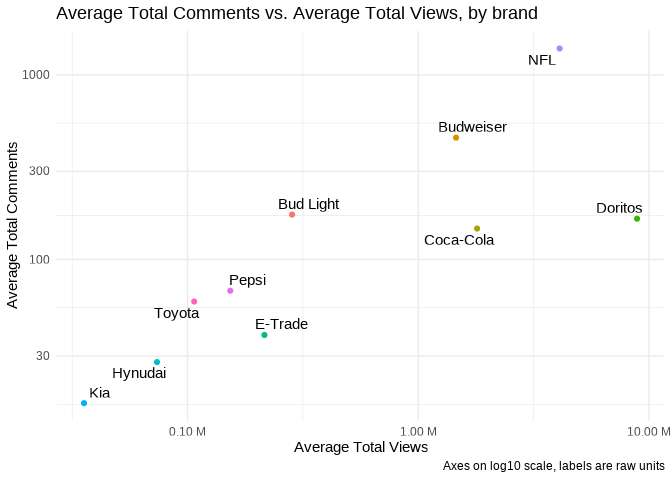 Average Total Comments vs. Average Total Views, by brand
NFL
1000
Budweiser
300
Bud Light
Doritos
Coca-Cola
100
Pepsi
Toyota
E-Trade
30
Hynudai
Kia
0.10 M
1.00 M
10.00 M
Average Total Comments
Average Total Views
Axes on log10 scale, labels are raw units